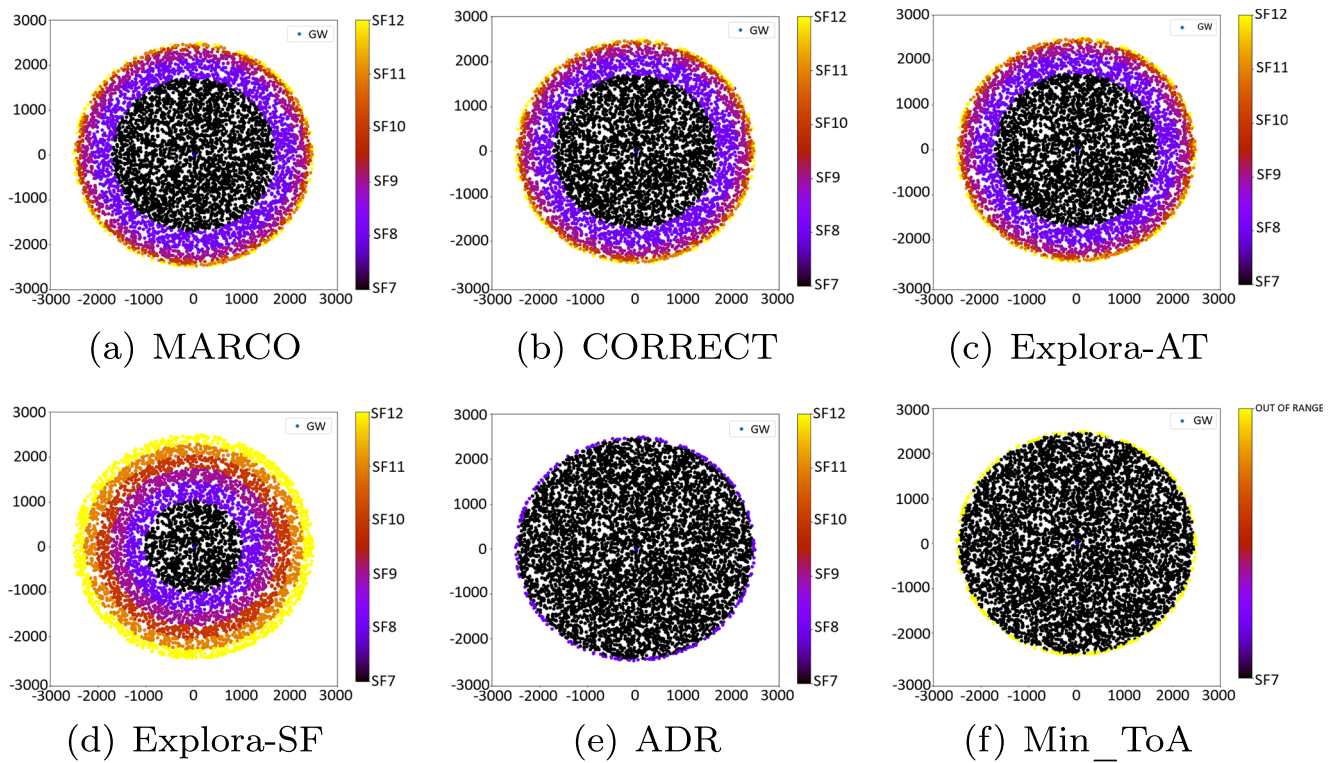 3000
2000
1000
0
-1000
-2000
-3000
-3000 -2000 -1000 0 1000 2000 3000
GW
SF12
SF11
SF10
SF9
SF8
SF7
(a) MARCO
3000
2000
1000
0
-1000
-2000
-3000
-3000 -2000 -1000 0 1000 2000 3000
GW
SF12
SF11
SF10
SF9
SF8
SF7
(b) CORRECT
3000
2000
1000
0
-1000
-2000
-3000
-3000 -2000 -1000 0 1000 2000 3000
GW
SF12
SF11
SF10
SF9
SF8
SF7
(c) Explora-AT
3000
2000
1000
0
-1000
-2000
-3000
-3000 -2000 -1000 0 1000 2000 3000
GW
SF12
SF11
SF10
SF9
SF8
SF7
(d) Explora-SF
3000
2000
1000
0
-1000
-2000
-3000
-3000 -2000 -1000 0 1000 2000 3000
GW
SF12
SF11
SF10
SF9
SF8
SF7
(e) ADR
3000
2000
1000
0
-1000
-2000
-3000
-3000 -2000 -1000 0 1000 2000 3000
GW
OUT OF RANGE
SF7
(f) Min_ToA